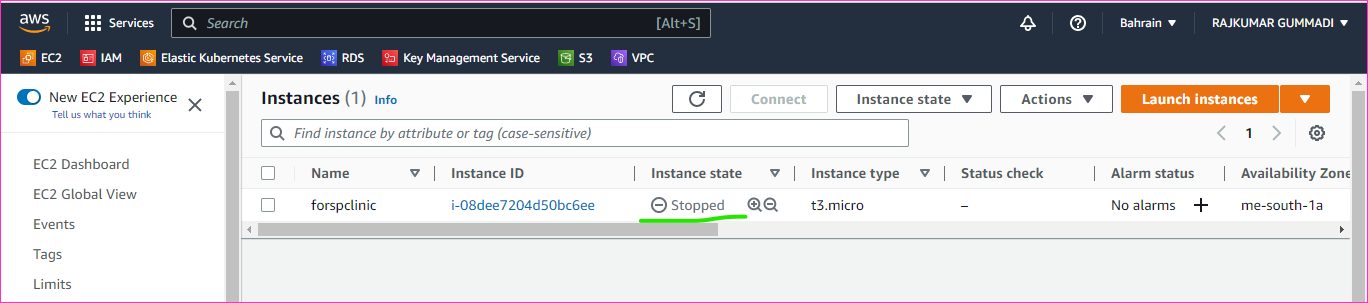 aws Services Search [Alt+S] Bahrain RAJKUMAR GUMMADI
EC2 IAM Elastic Kubernetes Service RDS Key Management Service S3 VPC
New EC2 Experience
Tell us what you think
EC2 Dashboard
EC2 Global View
Events
Tags
Limits
Instances (1) Info Connect Instance state Actions Launch instances
Find instance by attribute or tag (case-sensitive) 1
Name Instance ID Instance state Instance type Status check Alarm status Availability Zone
forspclinic i-08dee7204d50bc6ee Stopped t3.micro – No alarms + me-south-1a